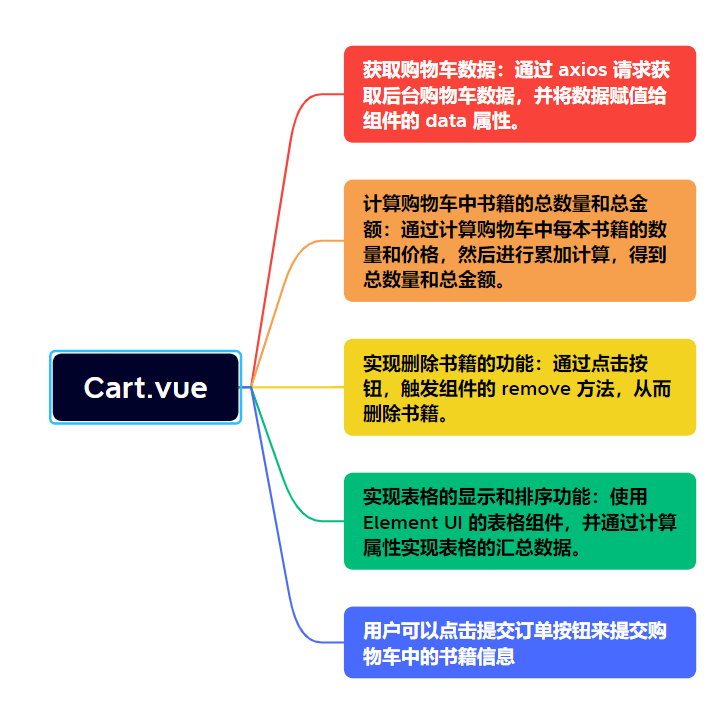 Cart.vue
获取购物车数据：通过 axios 请求获
取后台购物车数据，并将数据赋值给
组件的 data 属性。
计算购物车中书籍的总数量和总金
额：通过计算购物车中每本书籍的数
量和价格，然后进行累加计算，得到
总数量和总金额。
实现删除书籍的功能：通过点击按
钮，触发组件的 remove 方法，从而
删除书籍。
实现表格的显示和排序功能：使用
Element UI 的表格组件，并通过计算
属性实现表格的汇总数据。
用户可以点击提交订单按钮来提交购
物车中的书籍信息